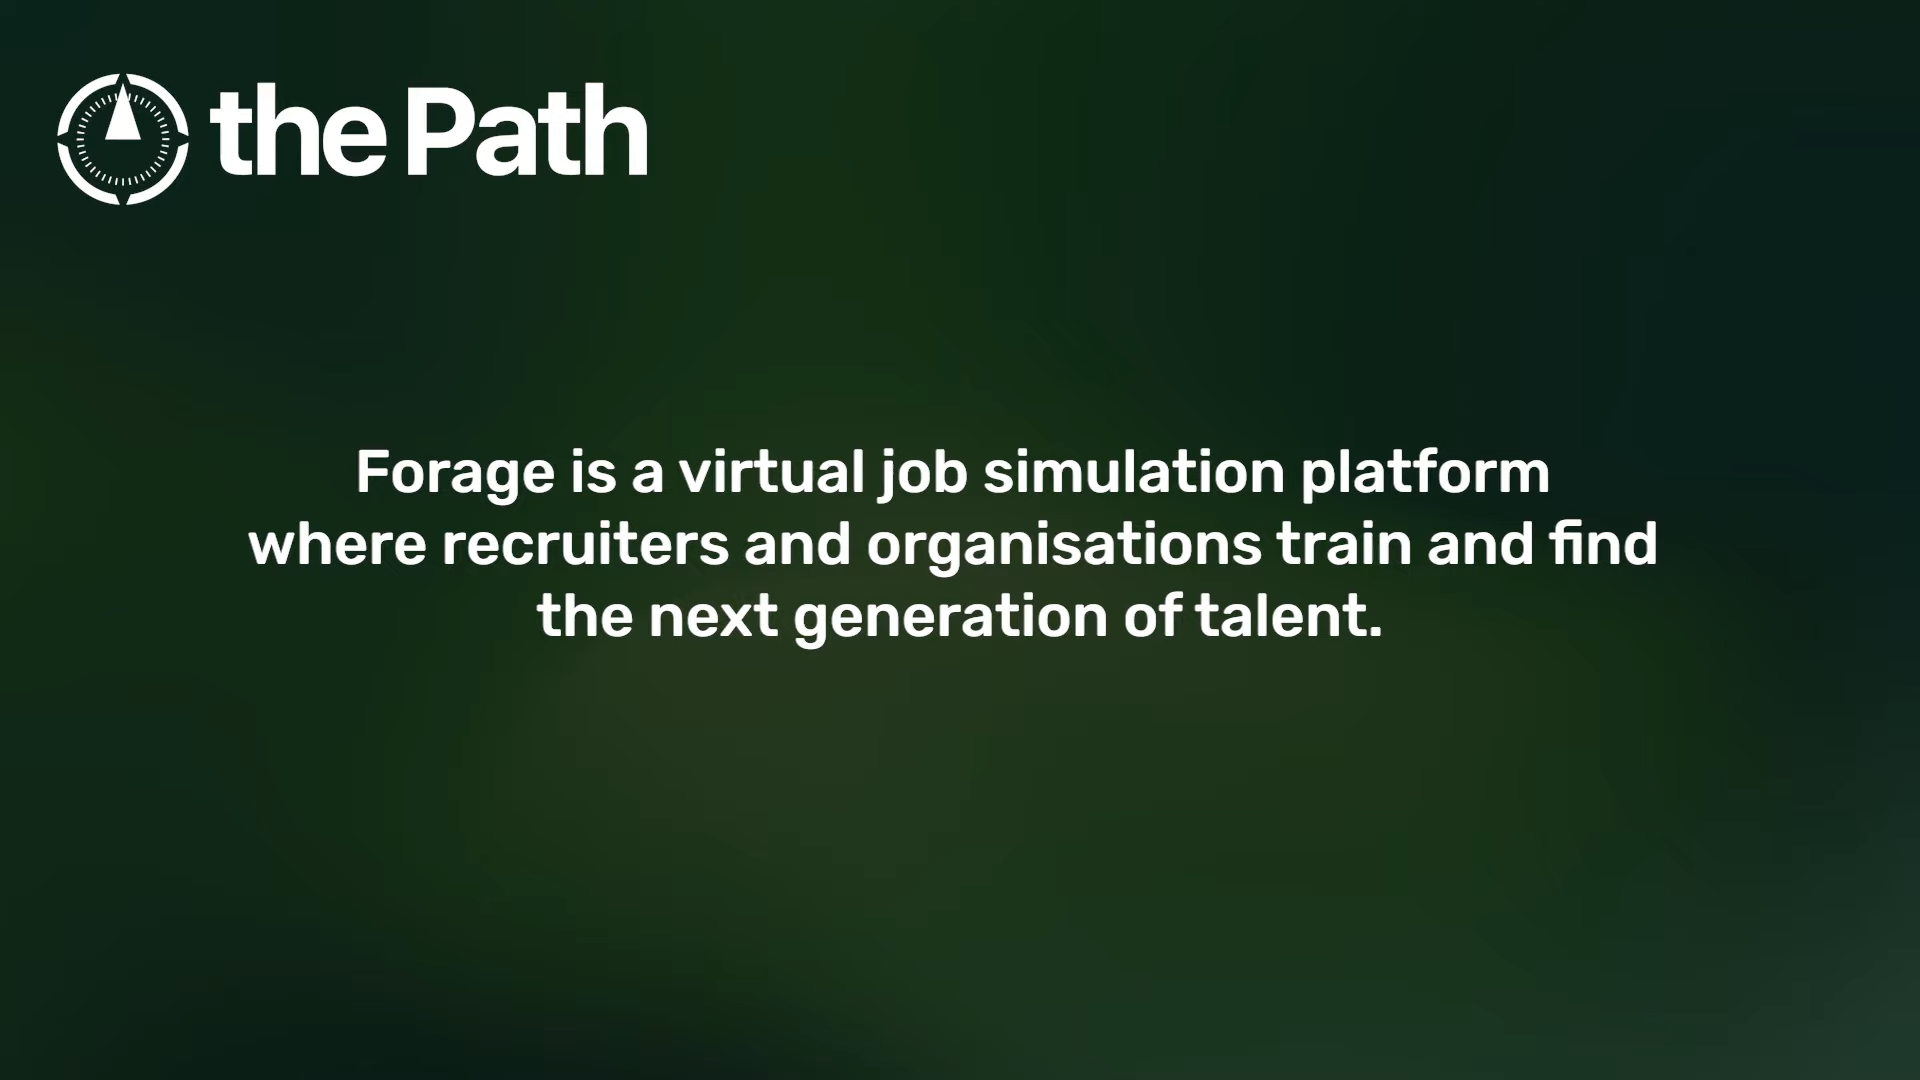 the Path
Forage is a virtual job simulation platform
where recruiters and organisations train and find
the next generation of talent.